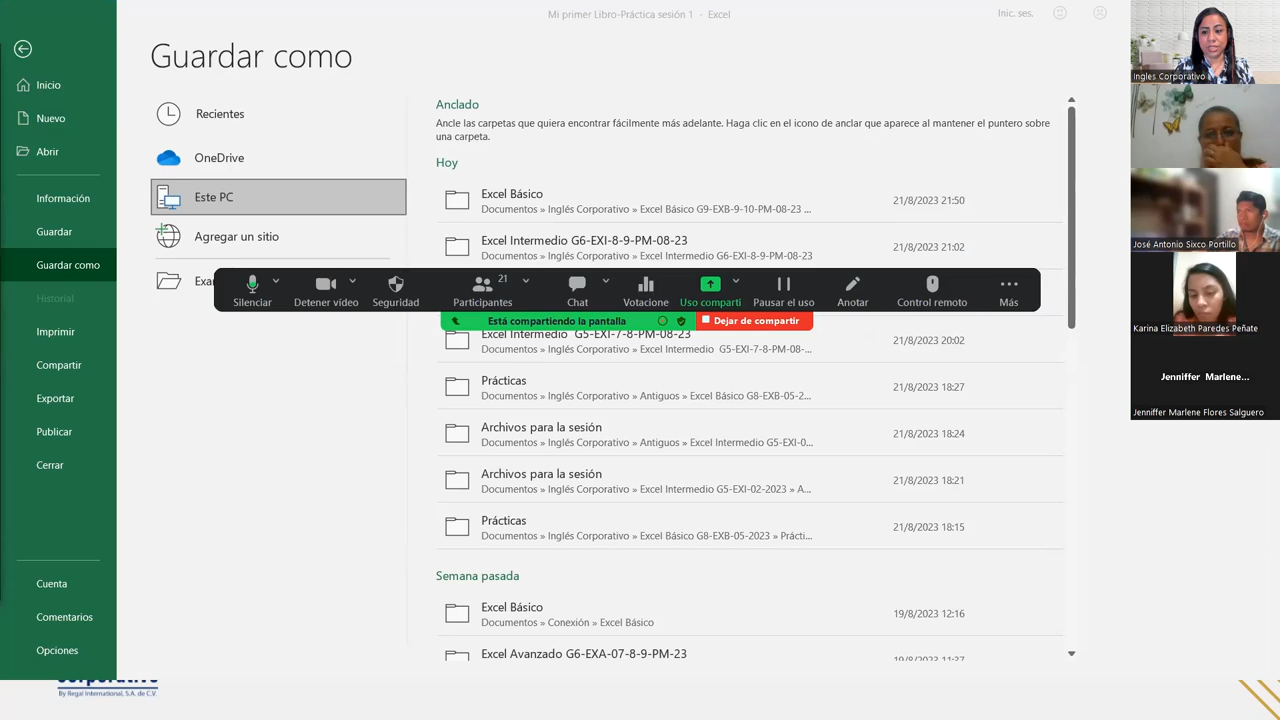 Mi primer Libro-Práctica sesión 1 - Excel
Inic. ses.
Guardar como
Inicio
Nuevo
Abrir
Información
Guardar
Guardar como
Historial
Imprimir
Compartir
Exportar
Publicar
Cerrar
Cuenta
Comentarios
Opciones
Recientes
OneDrive
Este PC
Agregar un sitio
Anclado
Ancle las carpetas que quiera encontrar fácilmente más adelante. Haga clic en el icono de anclar que aparece al mantener el puntero sobre
una carpeta.
Hoy
Excel Básico
Documentos » Inglés Corporativo » Excel Básico G9-EXB-9-10-PM-08-23 ...
21/8/2023 21:50
Excel Intermedio G6-EXI-8-9-PM-08-23
Documentos » Inglés Corporativo » Excel Intermedio G6-EXI-8-9-PM-08-23
21/8/2023 21:02
Silenciar
Detener vídeo
Seguridad
Participantes
21
Chat
Votacione
Uso comparti
Pausar el uso
Anotar
Control remoto
Más
Está compartiendo la pantalla
Dejar de compartir
Excel Intermedio G5-EXI-7-8-PM-08-23
Documentos » Inglés Corporativo » Excel Intermedio G5-EXI-7-8-PM-08-...
21/8/2023 20:02
Prácticas
Documentos » Inglés Corporativo » Antiguos » Excel Básico G8-EXB-05-2...
21/8/2023 18:27
Archivos para la sesión
Documentos » Inglés Corporativo » Antiguos » Excel Intermedio G5-EXI-0...
21/8/2023 18:24
Archivos para la sesión
Documentos » Inglés Corporativo » Excel Intermedio G5-EXI-02-2023 » A...
21/8/2023 18:21
Prácticas
Documentos » Inglés Corporativo » Excel Básico G8-EXB-05-2023 » Prácti...
21/8/2023 18:15
Semana pasada
Excel Básico
Documentos » Conexión » Excel Básico
19/8/2023 12:16
Excel Avanzado G6-EXA-07-8-9-PM-23
19/8/2023 11:37
Ingles Corporativo
José Antonio Sixco Portillo
Karina Elizabeth Paredes Peñate
Jenniffer Marlene...
Jenniffer Marlene Flores Salguero
By Regal International, S.A. de C.V.